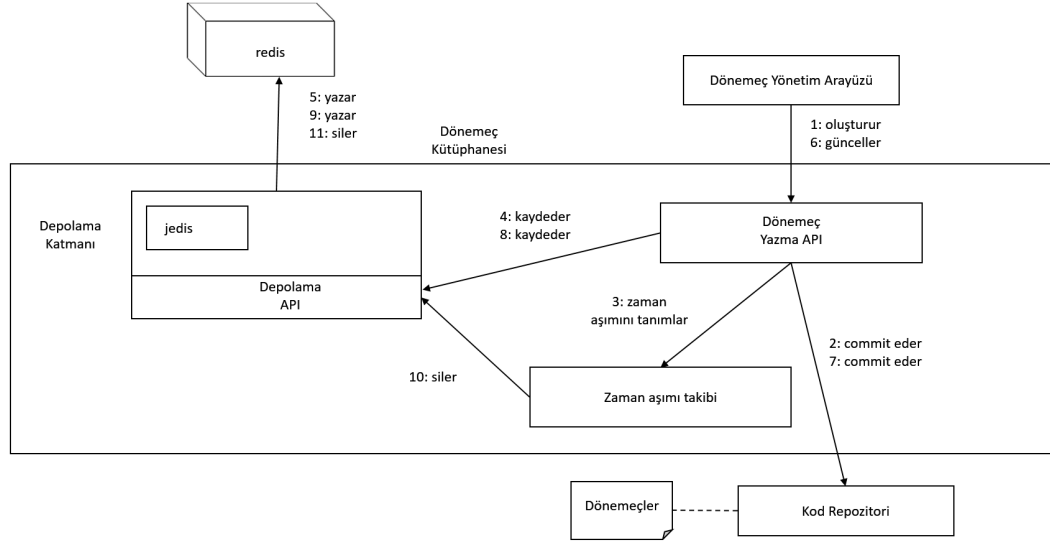 redis
Dönemeç Yönetim Arayüzü
5: yazar
9: yazar
11: siler
1: oluşturur
6: günceller
Dönemeç
Kütüphanesi
Depolama
Katmanı
jedis
Depolama
API
4: kaydeder
8: kaydeder
Dönemeç
Yazma API
3: zaman
aşımını tanımlar
2: commit eder
7: commit eder
10: siler
Zaman aşımı takibi
Dönemeçler
Kod Repozitori